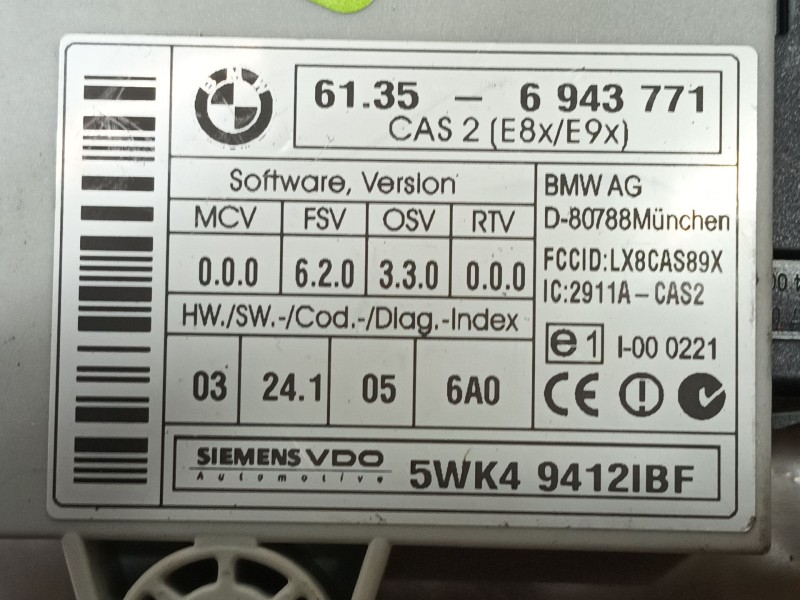 BMW
61.35 – 6 943 771
CAS 2 (E8x/E9x)
Software, Version
MCV FSV OSV RTV
0.0.0 6.2.0 3.3.0 0.0.0
HW./SW.-/Cod.-/Diag.-Index
03 24.1 05 6A0
BMW AG
D-80788München
FCCID:LX8CAS89X
IC:2911A-CAS2
e1 I-00 0221
CE
SIEMENS VDO
Automotive
5WK4 9412IBF